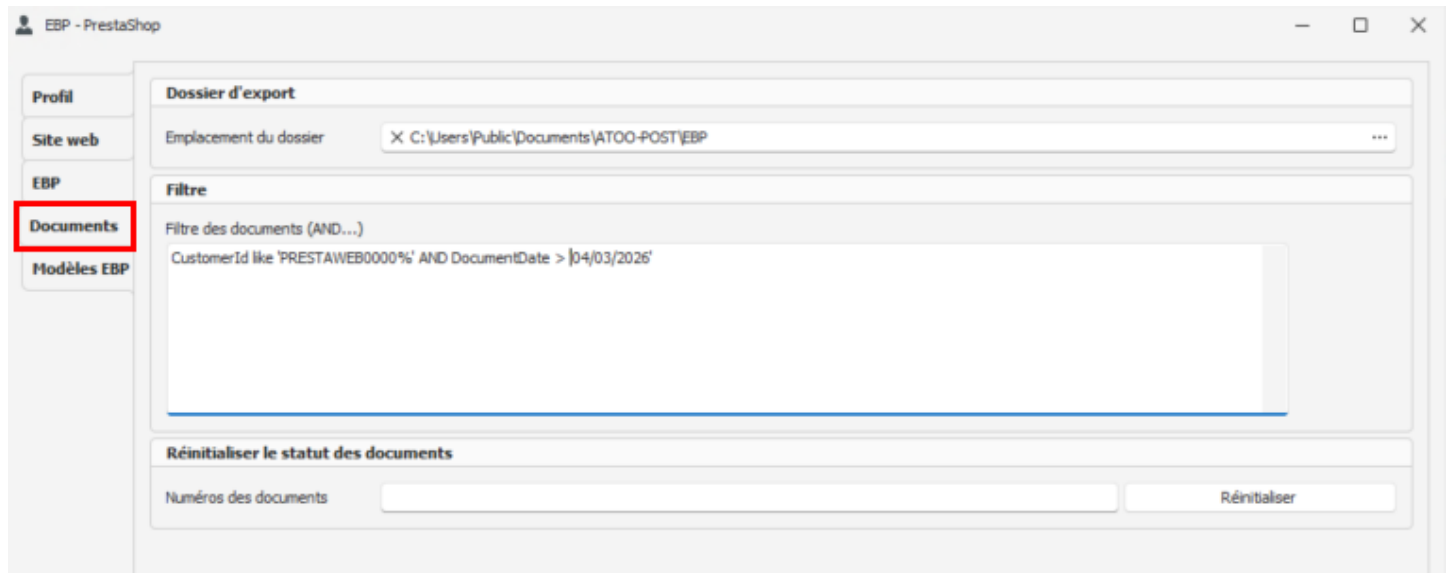 EBP - PrestaShop
Profil
Site web
EBP
Documents
Modèles EBP
Dossier d'export
Emplacement du dossier
C:\Users\Public\Documents\ATOO-POST\EBP
...
Filtre
Filtre des documents (AND...)
CustomerId like 'PRESTAWEB0000%' AND DocumentDate > '04/03/2026'
Réinitialiser le statut des documents
Numéros des documents
Réinitialiser